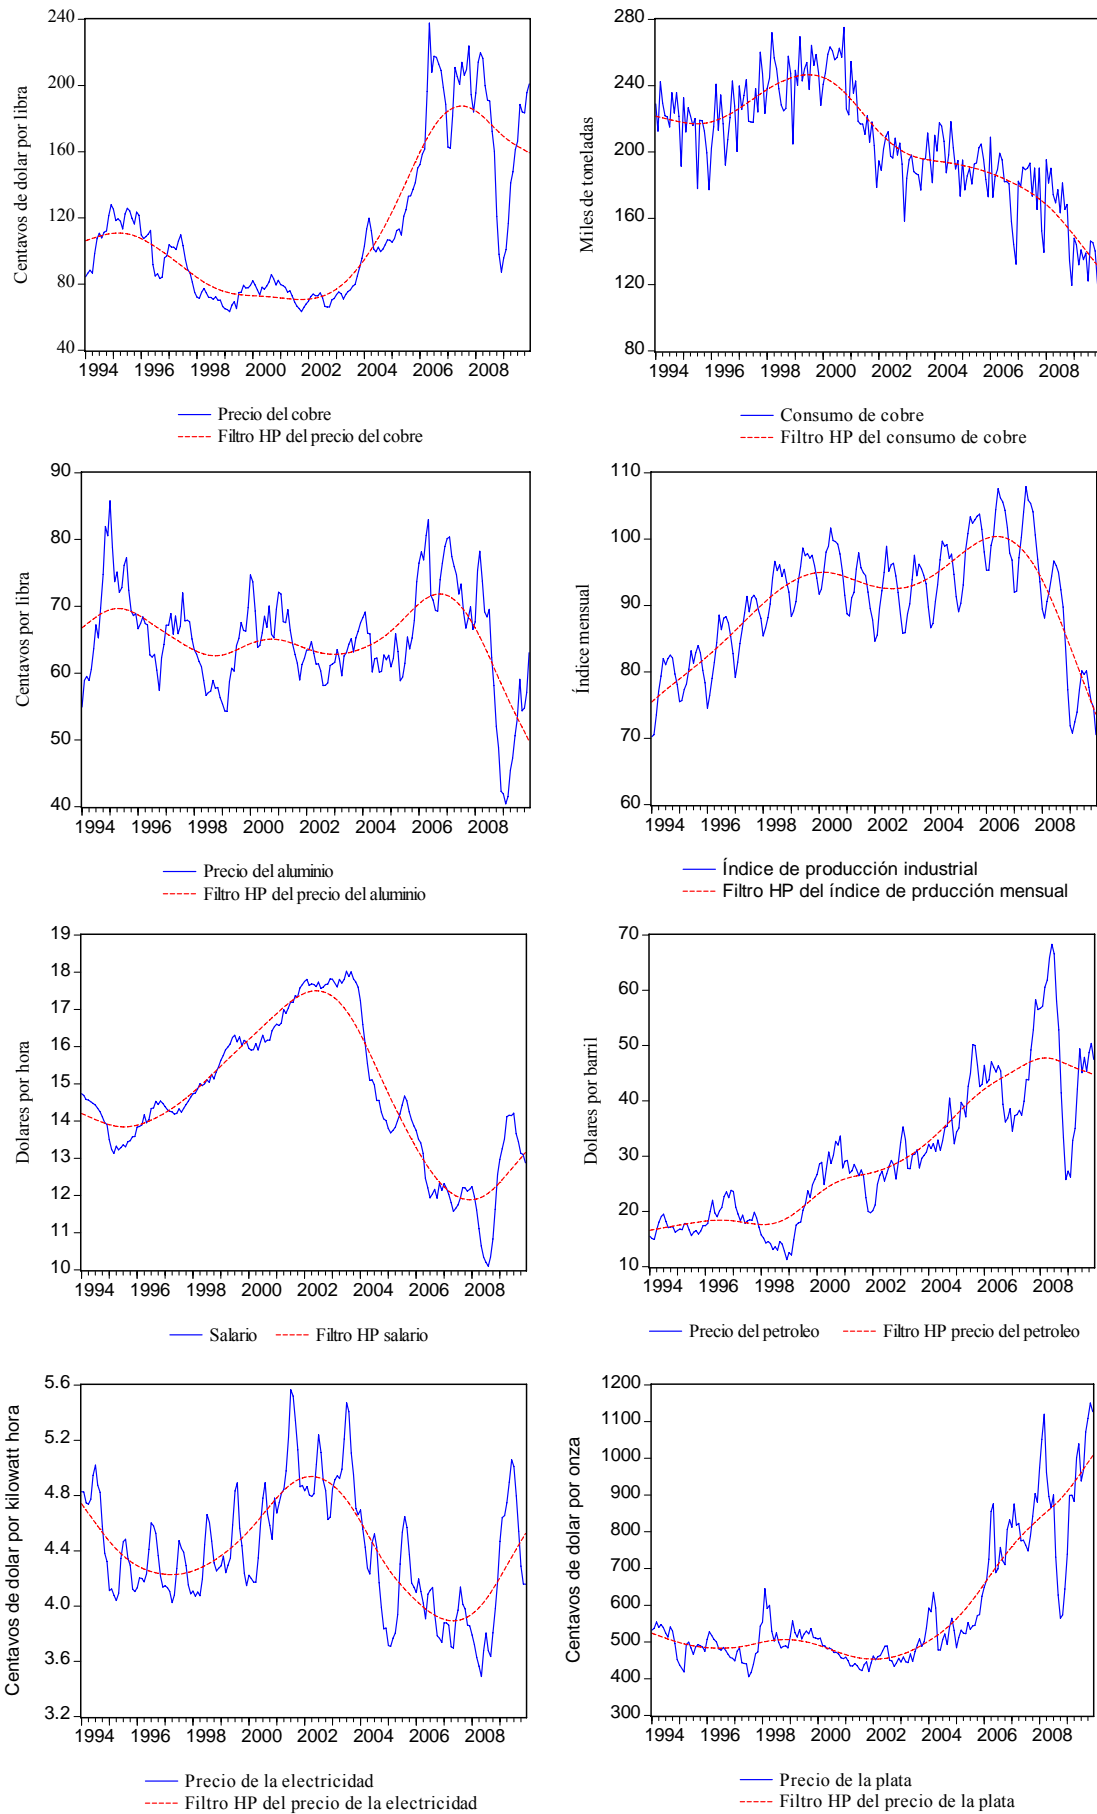 Centavos de dolar por libra
240
200
160
120
80
40
1994 1996 1998 2000 2002 2004 2006 2008
Precio del cobre
Filtro HP del precio del cobre
Miles de toneladas
280
240
200
160
120
80
1994 1996 1998 2000 2002 2004 2006 2008
Consumo de cobre
Filtro HP del consumo de cobre
Centavos por libra
90
80
70
60
50
40
1994 1996 1998 2000 2002 2004 2006 2008
Precio del aluminio
Filtro HP del precio del aluminio
Índice mensual
110
100
90
80
70
60
1994 1996 1998 2000 2002 2004 2006 2008
Índice de producción industrial
Filtro HP del índice de prducción mensual
Dolares por hora
19
18
17
16
15
14
13
12
11
10
1994 1996 1998 2000 2002 2004 2006 2008
Salario Filtro HP salario
Dolares por barril
70
60
50
40
30
20
10
1994 1996 1998 2000 2002 2004 2006 2008
Precio del petroleo Filtro HP precio del petroleo
Centavos de dolar por kilowatt hora
5.6
5.2
4.8
4.4
4.0
3.6
3.2
1994 1996 1998 2000 2002 2004 2006 2008
Precio de la electricidad
Filtro HP del precio de la electricidad
Centavos de dolar por onza
1200
1100
1000
900
800
700
600
500
400
300
1994 1996 1998 2000 2002 2004 2006 2008
Precio de la plata
Filtro HP del precio de la plata